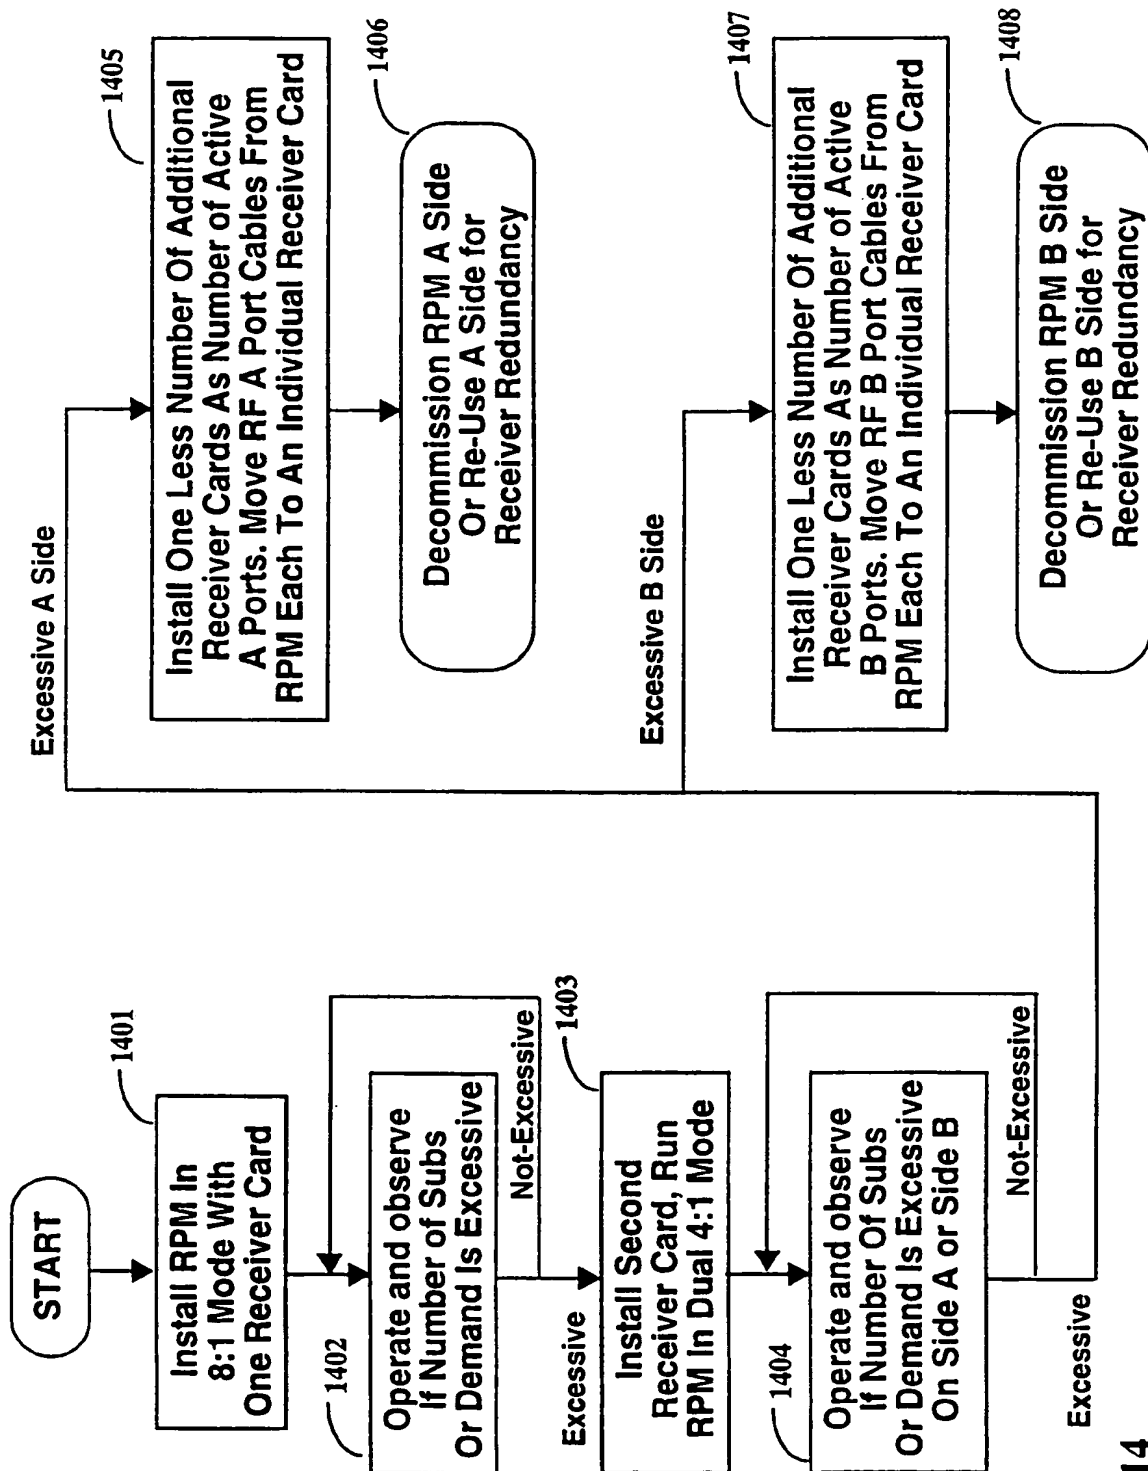 START
1401
Install RPM In
8:1 Mode With
One Receiver Card
1402
Operate and observe
If Number of Subs
Or Demand Is Excessive
Not-Excessive
Excessive
1403
Install Second
Receiver Card, Run
RPM In Dual 4:1 Mode
1404
Operate and observe
If Number Of Subs
Or Demand Is Excessive
On Side A or Side B
Not-Excessive
Excessive
Excessive A Side
1405
Install One Less Number Of Additional
Receiver Cards As Number of Active
A Ports. Move RF A Port Cables From
RPM Each To An Individual Receiver Card
1406
Decommission RPM A Side
Or Re-Use A Side for
Receiver Redundancy
Excessive B Side
1407
Install One Less Number Of Additional
Receiver Cards As Number of Active
B Ports. Move RF B Port Cables From
RPM Each To An Individual Receiver Card
1408
Decommission RPM B Side
Or Re-Use B Side for
Receiver Redundancy
14